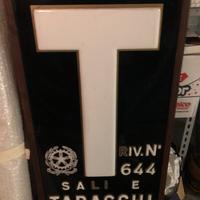 T
RIV. N°
644
SALI E
TABACCHI